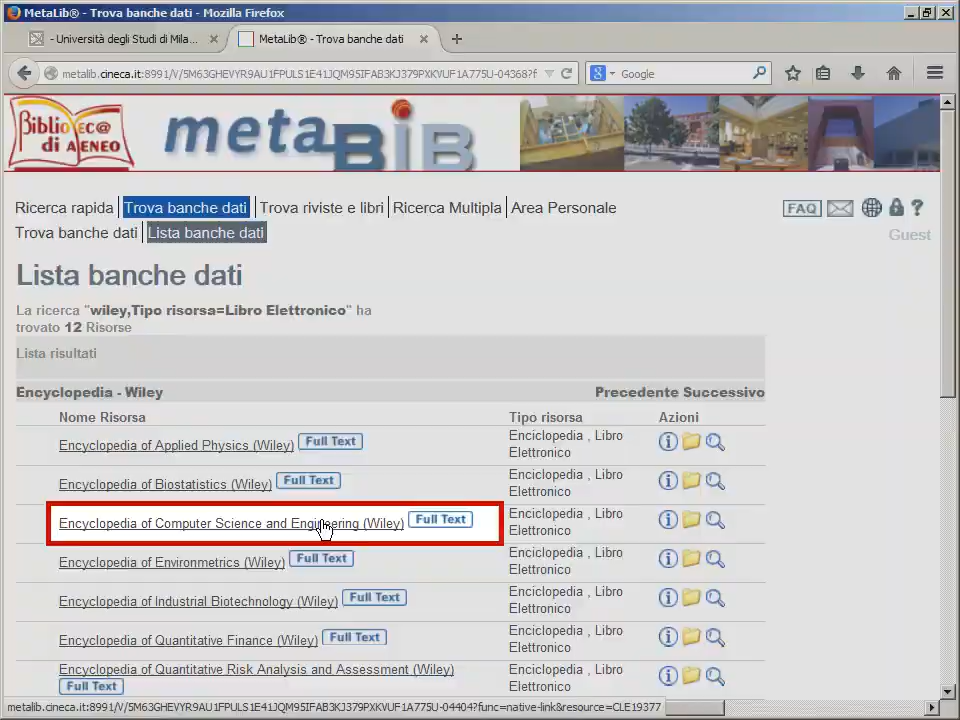 MetaLib® - Trova banche dati - Mozilla Firefox
- Università degli Studi di Mila...
MetaLib® - Trova banche dati
metalib.cineca.it:8991/V/5M63GHEVYR9AU1FPULS1E41JQM95IFAB3KJ379PXKVUF1A775U-04368?f
Google
Bibliotec@
di ATENEO
metaBIB
Ricerca rapida
Trova banche dati
Trova riviste e libri
Ricerca Multipla
Area Personale
FAQ
?
Trova banche dati
Lista banche dati
Guest
Lista banche dati
La ricerca "wiley,Tipo risorsa=Libro Elettronico" ha
trovato 12 Risorse
Lista risultati
Encyclopedia - Wiley
Precedente Successivo
Nome Risorsa
Tipo risorsa
Azioni
Encyclopedia of Applied Physics (Wiley) Full Text
Enciclopedia , Libro
Elettronico
Encyclopedia of Biostatistics (Wiley) Full Text
Enciclopedia , Libro
Elettronico
Encyclopedia of Computer Science and Engineering (Wiley) Full Text
Enciclopedia , Libro
Elettronico
Encyclopedia of Environmetrics (Wiley) Full Text
Enciclopedia , Libro
Elettronico
Encyclopedia of Industrial Biotechnology (Wiley) Full Text
Enciclopedia , Libro
Elettronico
Encyclopedia of Quantitative Finance (Wiley) Full Text
Enciclopedia , Libro
Elettronico
Encyclopedia of Quantitative Risk Analysis and Assessment (Wiley)
Full Text
Enciclopedia , Libro
Elettronico
metalib.cineca.it:8991/V/5M63GHEVYR9AU1FPULS1E41JQM95IFAB3KJ379PXKVUF1A775U-04404?func=native-link&resource=CLE19377